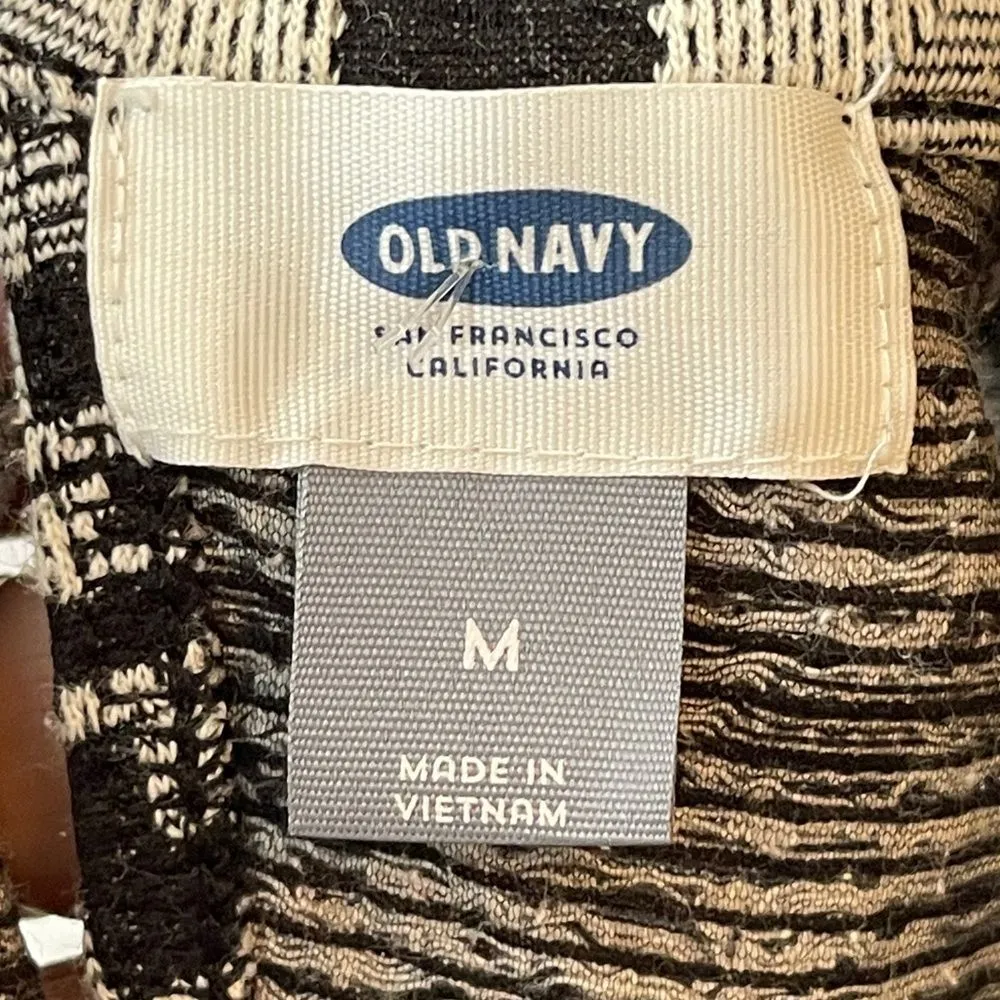 OLD NAVY
SAN FRANCISCO
CALIFORNIA
M
MADE IN
VIETNAM